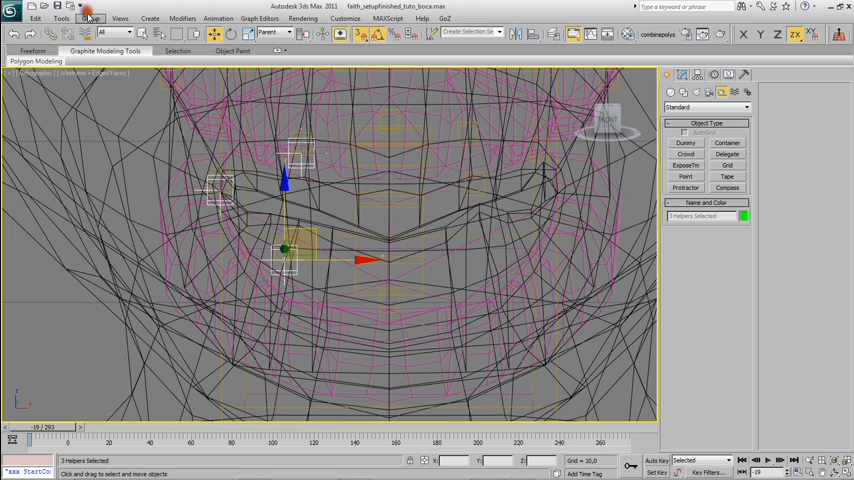 Autodesk 3ds Max 2011 faith_setupfinished_tuto_boca.max
Type a keyword or phrase
Edit Tools Group Views Create Modifiers Animation Graph Editors Rendering Customize MAXScript Help GoZ
All Parent Create Selection Se combinepolys X Y Z ZX
Freeform Graphite Modeling Tools Selection Object Paint
Polygon Modeling
FRONT
Standard
Object Type
AutoGrid
Dummy Container
Crowd Delegate
ExposeTm Grid
Point Tape
Protractor Compass
Name and Color
3 Helpers Selected
-19 / 293
0 20 40 60 80 100 120 140 160 180 200 220 240 260
3 Helpers Selected X: Y: Z: Grid = 10,0 Auto Key Selected
"xxx StartCo Click and drag to select and move objects Add Time Tag Set Key Key Filters... -19